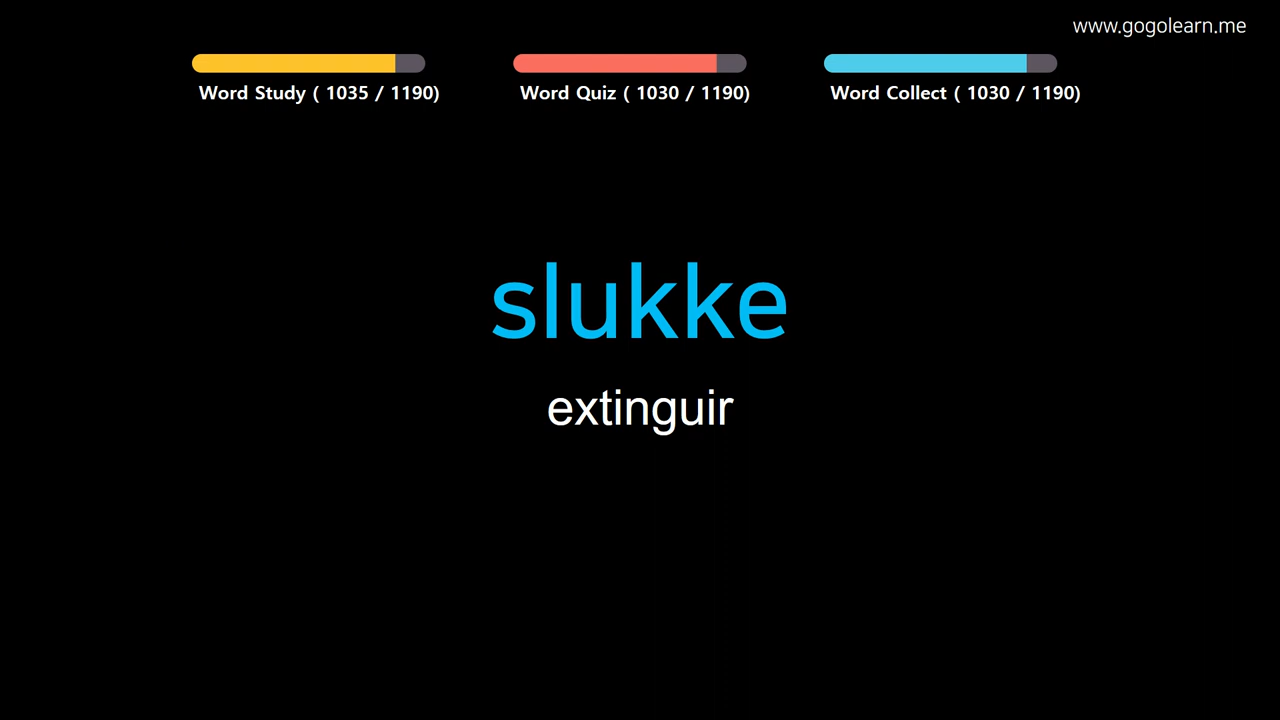 www.gogolearn.me
Word Study ( 1035 / 1190)
Word Quiz ( 1030 / 1190)
Word Collect ( 1030 / 1190)
slukke
extinguir